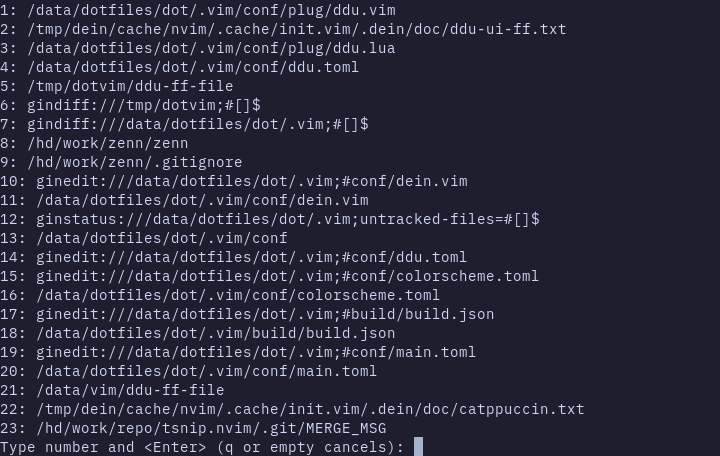 1: /data/dotfiles/dot/.vim/conf/plug/ddu.vim
2: /tmp/dein/cache/nvim/.cache/init.vim/.dein/doc/ddu-ui-ff.txt
3: /data/dotfiles/dot/.vim/conf/plug/ddu.lua
4: /data/dotfiles/dot/.vim/conf/ddu.toml
5: /tmp/dotvim/ddu-ff-file
6: gindiff:///tmp/dotvim;#[]$
7: gindiff:///data/dotfiles/dot/.vim;#[]$
8: /hd/work/zenn/zenn
9: /hd/work/zenn/.gitignore
10: ginedit:///data/dotfiles/dot/.vim;#conf/dein.vim
11: /data/dotfiles/dot/.vim/conf/dein.vim
12: ginstatus:///data/dotfiles/dot/.vim;untracked-files=#[]$
13: /data/dotfiles/dot/.vim/conf
14: ginedit:///data/dotfiles/dot/.vim;#conf/ddu.toml
15: ginedit:///data/dotfiles/dot/.vim;#conf/colorscheme.toml
16: /data/dotfiles/dot/.vim/conf/colorscheme.toml
17: ginedit:///data/dotfiles/dot/.vim;#build/build.json
18: /data/dotfiles/dot/.vim/build/build.json
19: ginedit:///data/dotfiles/dot/.vim;#conf/main.toml
20: /data/dotfiles/dot/.vim/conf/main.toml
21: /data/vim/ddu-ff-file
22: /tmp/dein/cache/nvim/.cache/init.vim/.dein/doc/catppuccin.txt
23: /hd/work/repo/tsnip.nvim/.git/MERGE_MSG
Type number and <Enter> (q or empty cancels):